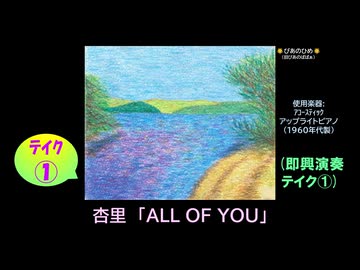 🌟ぴあのひめ🌟
(旧ぴあのぱぱぁ)
使用楽器:
ｱｺｰｽﾃｨｯｸ
アップライトピアノ
(1960年代製)
テイク
①
(即興演奏
テイク①)
杏里「ALL OF YOU」